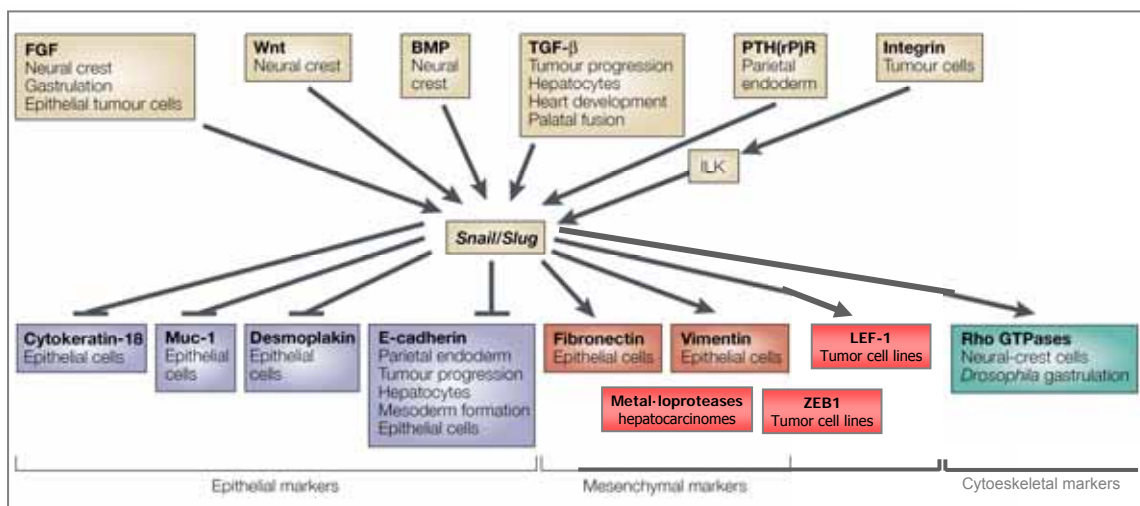 FGF
Neural crest
Gastrulation
Epithelial tumour cells
Wnt
Neural crest
BMP
Neural
crest
TGF-β
Tumour progression
Hepatocytes
Heart development
Palatal fusion
PTH(rP)R
Parietal
endoderm
Integrin
Tumour cells
ILK
Snail/Slug
Cytokeratin-18
Epithelial cells
Muc-1
Epithelial
cells
Desmoplakin
Epithelial
cells
E-cadherin
Parietal endoderm
Tumour progression
Hepatocytes
Mesoderm formation
Epithelial cells
Fibronectin
Epithelial cells
Vimentin
Epithelial cells
LEF-1
Tumor cell lines
Rho GTPases
Neural-crest cells
Drosophila gastrulation
Metal·loproteases
hepatocarcinomes
ZEB1
Tumor cell lines
Epithelial markers
Mesenchymal markers
Cytoeskeletal markers